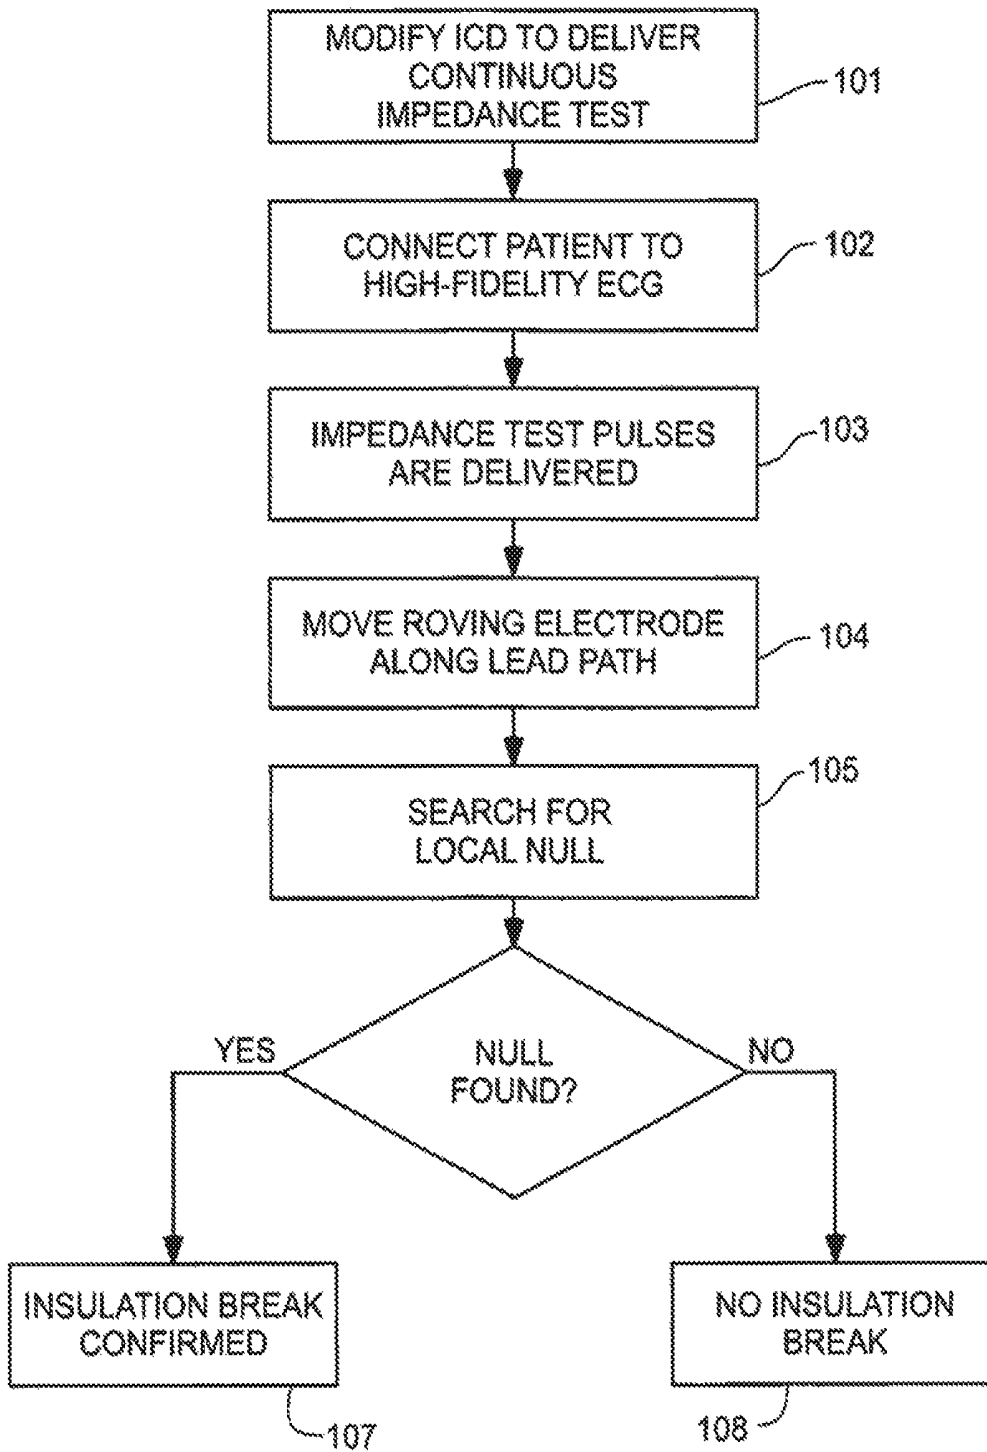 MODIFY ICD TO DELIVER
CONTINUOUS
IMPEDANCE TEST
101
CONNECT PATIENT TO
HIGH-FIDELITY ECG
102
IMPEDANCE TEST PULSES
ARE DELIVERED
103
MOVE ROVING ELECTRODE
ALONG LEAD PATH
104
SEARCH FOR
LOCAL NULL
105
YES
NULL
FOUND?
NO
INSULATION BREAK
CONFIRMED
107
NO INSULATION
BREAK
108